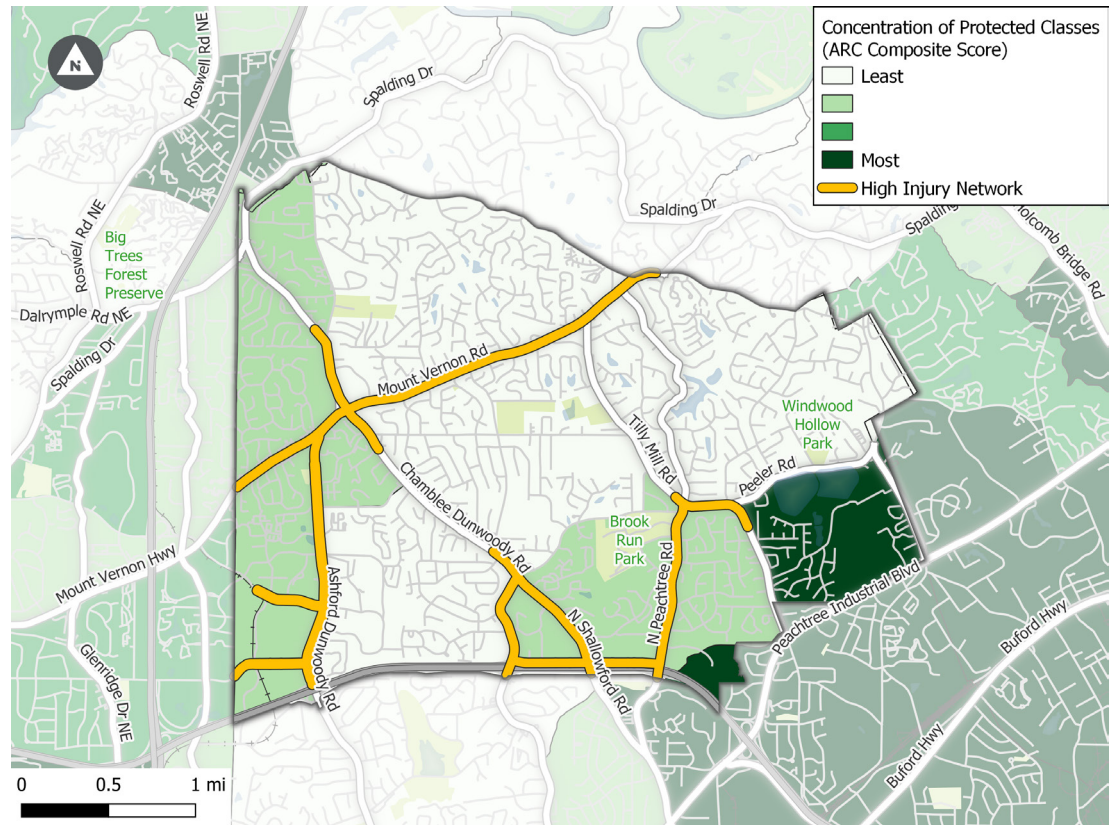 Concentration of Protected Classes
(ARC Composite Score)
Least
Most
High Injury Network
N
Roswell Rd NE
Spalding Dr
Spalding Dr
Spalding
Holcomb Bridge Rd
Roswell Rd NE
Big
Trees
Forest
Preserve
Dalrymple Rd NE
Spalding Dr
Mount Vernon Rd
Windwood
Hollow
Park
Tilly Mill Rd
Peeler Rd
Chamblee Dunwoody Rd
Brook
Run
Park
N Peachtree Rd
Mount Vernon Hwy
Ashford Dunwoody Rd
Peachtree Industrial Blvd
Buford Hwy
N Shallowford Rd
Glenridge Dr NE
Buford Hwy
0 0.5 1 mi